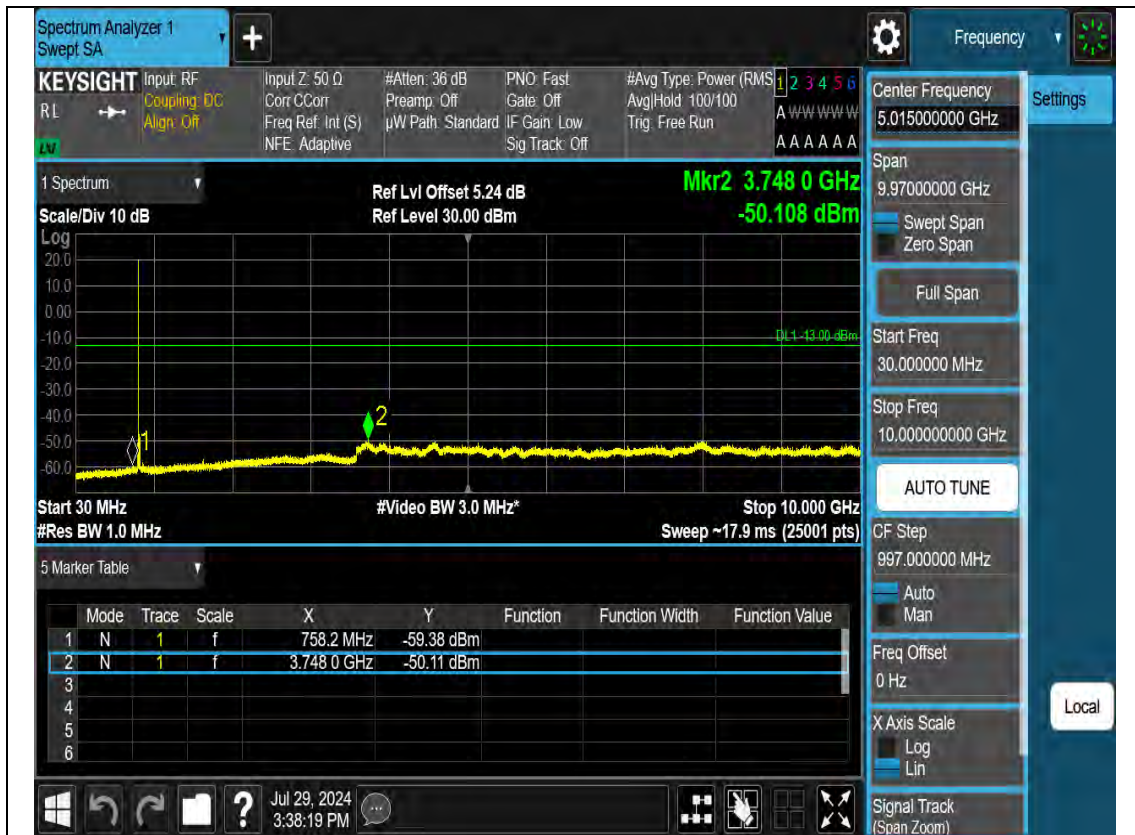 Spectrum Analyzer 1
Swept SA
+
Frequency
KEYSIGHT
R L
LXI
Input: RF
Coupling: DC
Align: Off
Input Z: 50 Ω
Corr CCorr
Freq Ref: Int (S)
NFE: Adaptive
#Atten: 36 dB
Preamp: Off
µW Path: Standard
PNO: Fast
Gate: Off
IF Gain: Low
Sig Track: Off
#Avg Type: Power (RMS
Avg|Hold: 100/100
Trig: Free Run
1 2 3 4 5 6
A W W W W W
A A A A A A
1 Spectrum
Scale/Div 10 dB
Log
Ref Lvl Offset 5.24 dB
Ref Level 30.00 dBm
Mkr2 3.748 0 GHz
-50.108 dBm
20.0
10.0
0.00
-10.0
-20.0
-30.0
-40.0
-50.0
-60.0
DL1 -13.00 dBm
1
2
Start 30 MHz
#Res BW 1.0 MHz
#Video BW 3.0 MHz*
Stop 10.000 GHz
Sweep ~17.9 ms (25001 pts)
5 Marker Table
Mode Trace Scale X Y Function Function Width Function Value
1 N 1 f 758.2 MHz -59.38 dBm
2 N 1 f 3.748 0 GHz -50.11 dBm
3
4
5
6
Center Frequency
5.015000000 GHz
Settings
Span
9.97000000 GHz
Swept Span
Zero Span
Full Span
Start Freq
30.000000 MHz
Stop Freq
10.000000000 GHz
AUTO TUNE
CF Step
997.000000 MHz
Auto
Man
Freq Offset
0 Hz
X Axis Scale
Log
Lin
Signal Track
(Span Zoom)
Local
?
Jul 29, 2024
3:38:19 PM